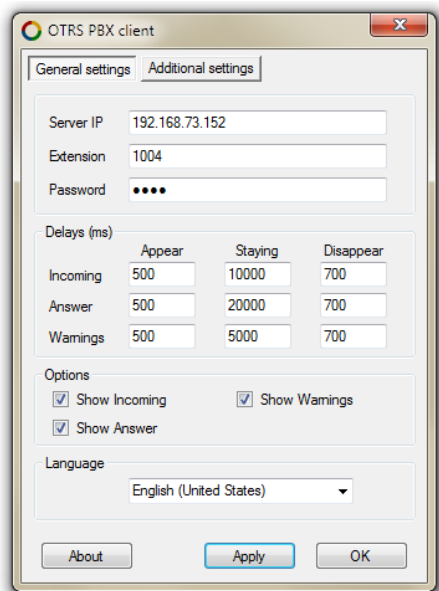 OTRS PBX client
General settings Additional settings
Server IP 192.168.73.152
Extension 1004
Password ●●●●
Delays (ms)
Appear Staying Disappear
Incoming 500 10000 700
Answer 500 20000 700
Warnings 500 5000 700
Options
Show Incoming Show Warnings
Show Answer
Language
English (United States)
About Apply OK